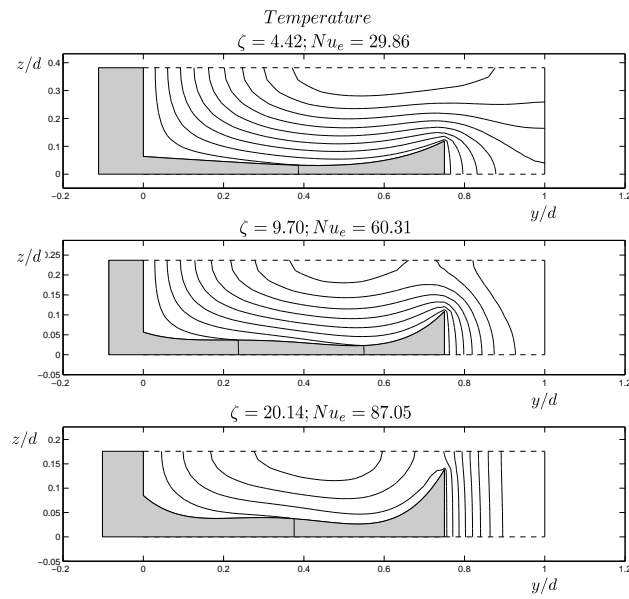 Temperature
ζ = 4.42; Nu_e = 29.86
z/d
0.4
0.3
0.2
0.1
0
−0.2 0 0.2 0.4 0.6 0.8 1 1.2
y/d
ζ = 9.70; Nu_e = 60.31
z/d
).25
0.2
0.15
0.1
0.05
0
−0.05
−0.2 0 0.2 0.4 0.6 0.8 1 1.2
y/d
ζ = 20.14; Nu_e = 87.05
z/d
0.2
0.15
0.1
0.05
0
−0.05
−0.2 0 0.2 0.4 0.6 0.8 1 1.2
y/d